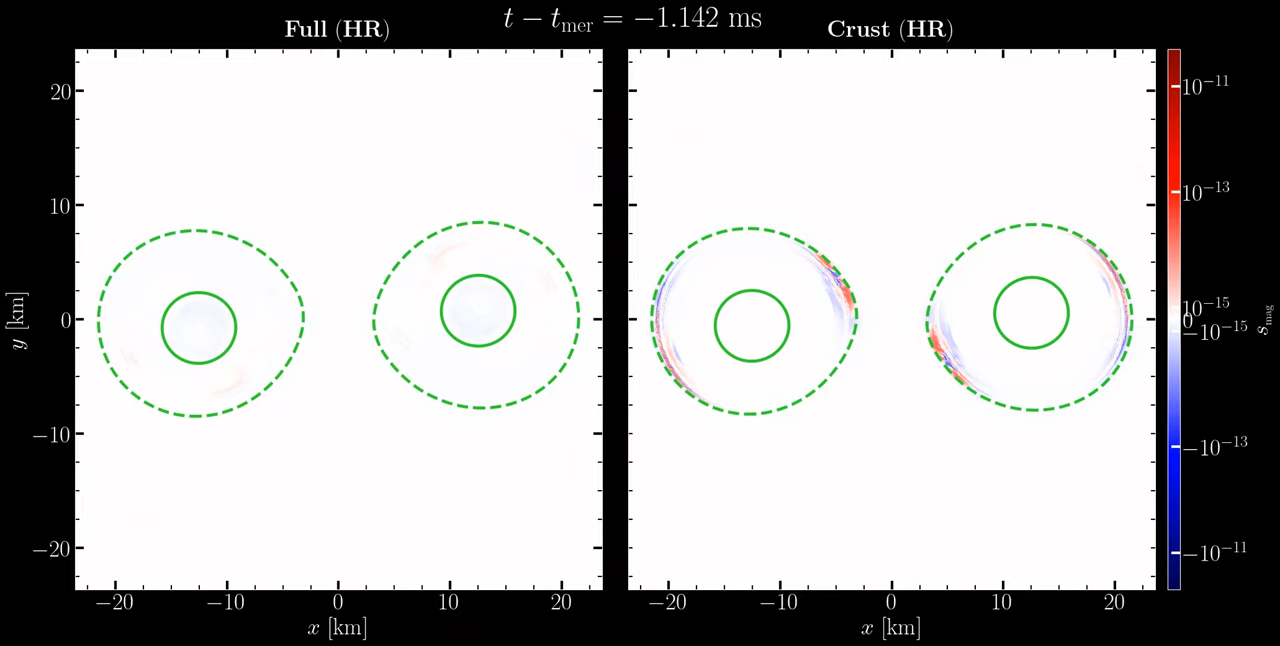 t − t_mer = −1.142 ms
Full (HR)
Crust (HR)
20
10
0
−10
−20
y [km]
−20 −10 0 10 20
x [km]
−20 −10 0 10 20
x [km]
10^−11
10^−13
10^−15
0
−10^−15
−10^−13
−10^−11
s_mag